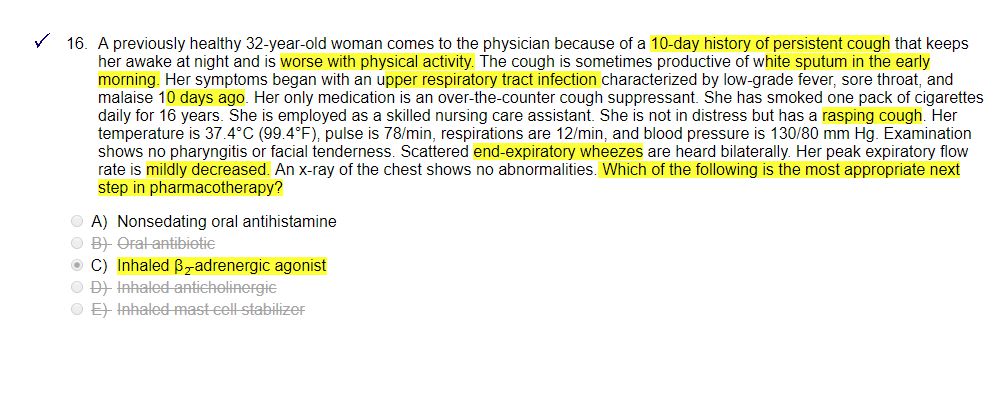 16. A previously healthy 32-year-old woman comes to the physician because of a 10-day history of persistent cough that keeps
her awake at night and is worse with physical activity. The cough is sometimes productive of white sputum in the early
morning. Her symptoms began with an upper respiratory tract infection characterized by low-grade fever, sore throat, and
malaise 10 days ago. Her only medication is an over-the-counter cough suppressant. She has smoked one pack of cigarettes
daily for 16 years. She is employed as a skilled nursing care assistant. She is not in distress but has a rasping cough. Her
temperature is 37.4°C (99.4°F), pulse is 78/min, respirations are 12/min, and blood pressure is 130/80 mm Hg. Examination
shows no pharyngitis or facial tenderness. Scattered end-expiratory wheezes are heard bilaterally. Her peak expiratory flow
rate is mildly decreased. An x-ray of the chest shows no abnormalities. Which of the following is the most appropriate next
step in pharmacotherapy?
A) Nonsedating oral antihistamine
B) Oral antibiotic
C) Inhaled β₂-adrenergic agonist
D) Inhaled anticholinergic
E) Inhaled mast cell stabilizer